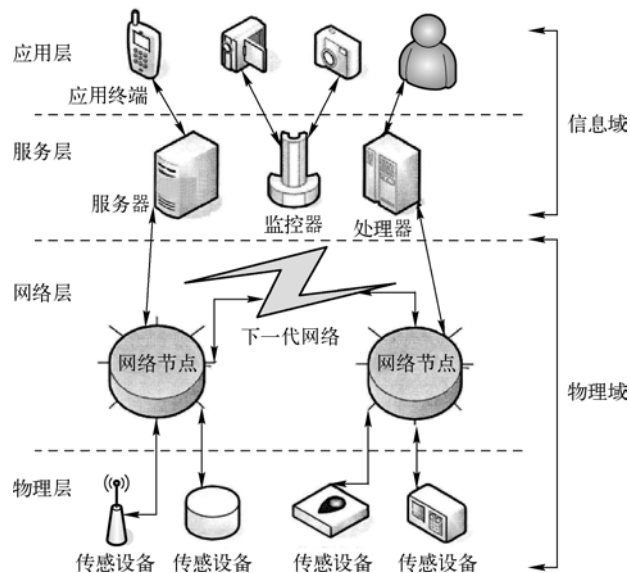 应用层
应用终端
信息域
服务层
服务器
监控器
处理器
网络层
下一代网络
网络节点
网络节点
物理域
物理层
传感设备 传感设备 传感设备 传感设备